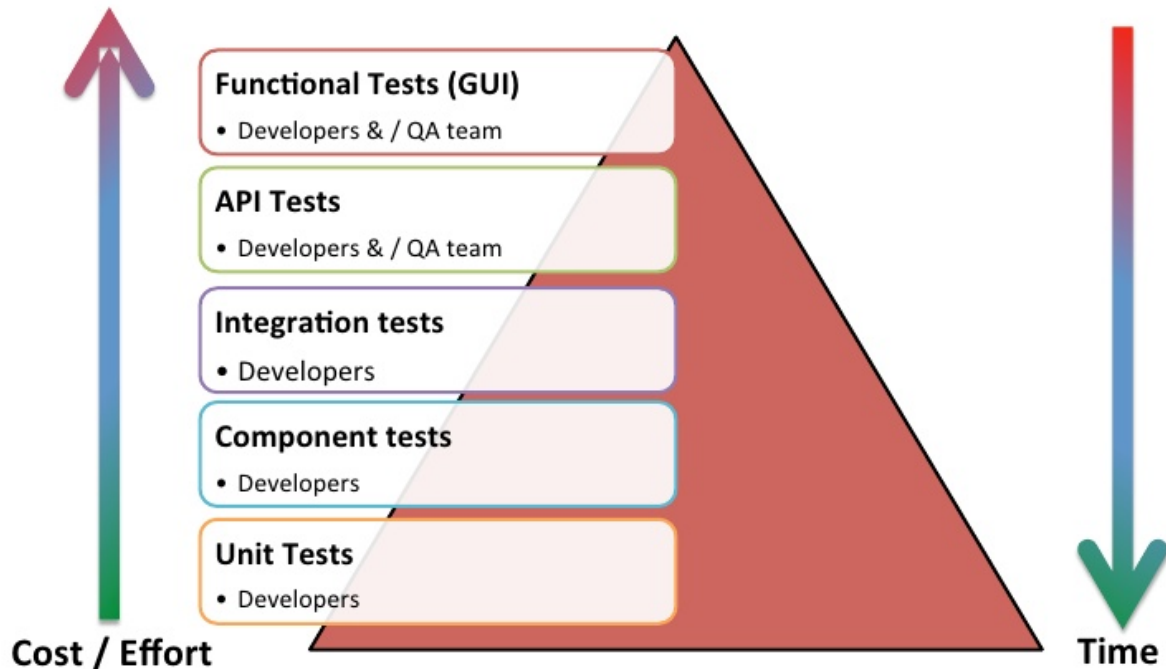 Functional Tests (GUI)
• Developers & / QA team
API Tests
• Developers & / QA team
Integration tests
• Developers
Component tests
• Developers
Unit Tests
• Developers
Cost / Effort
Time